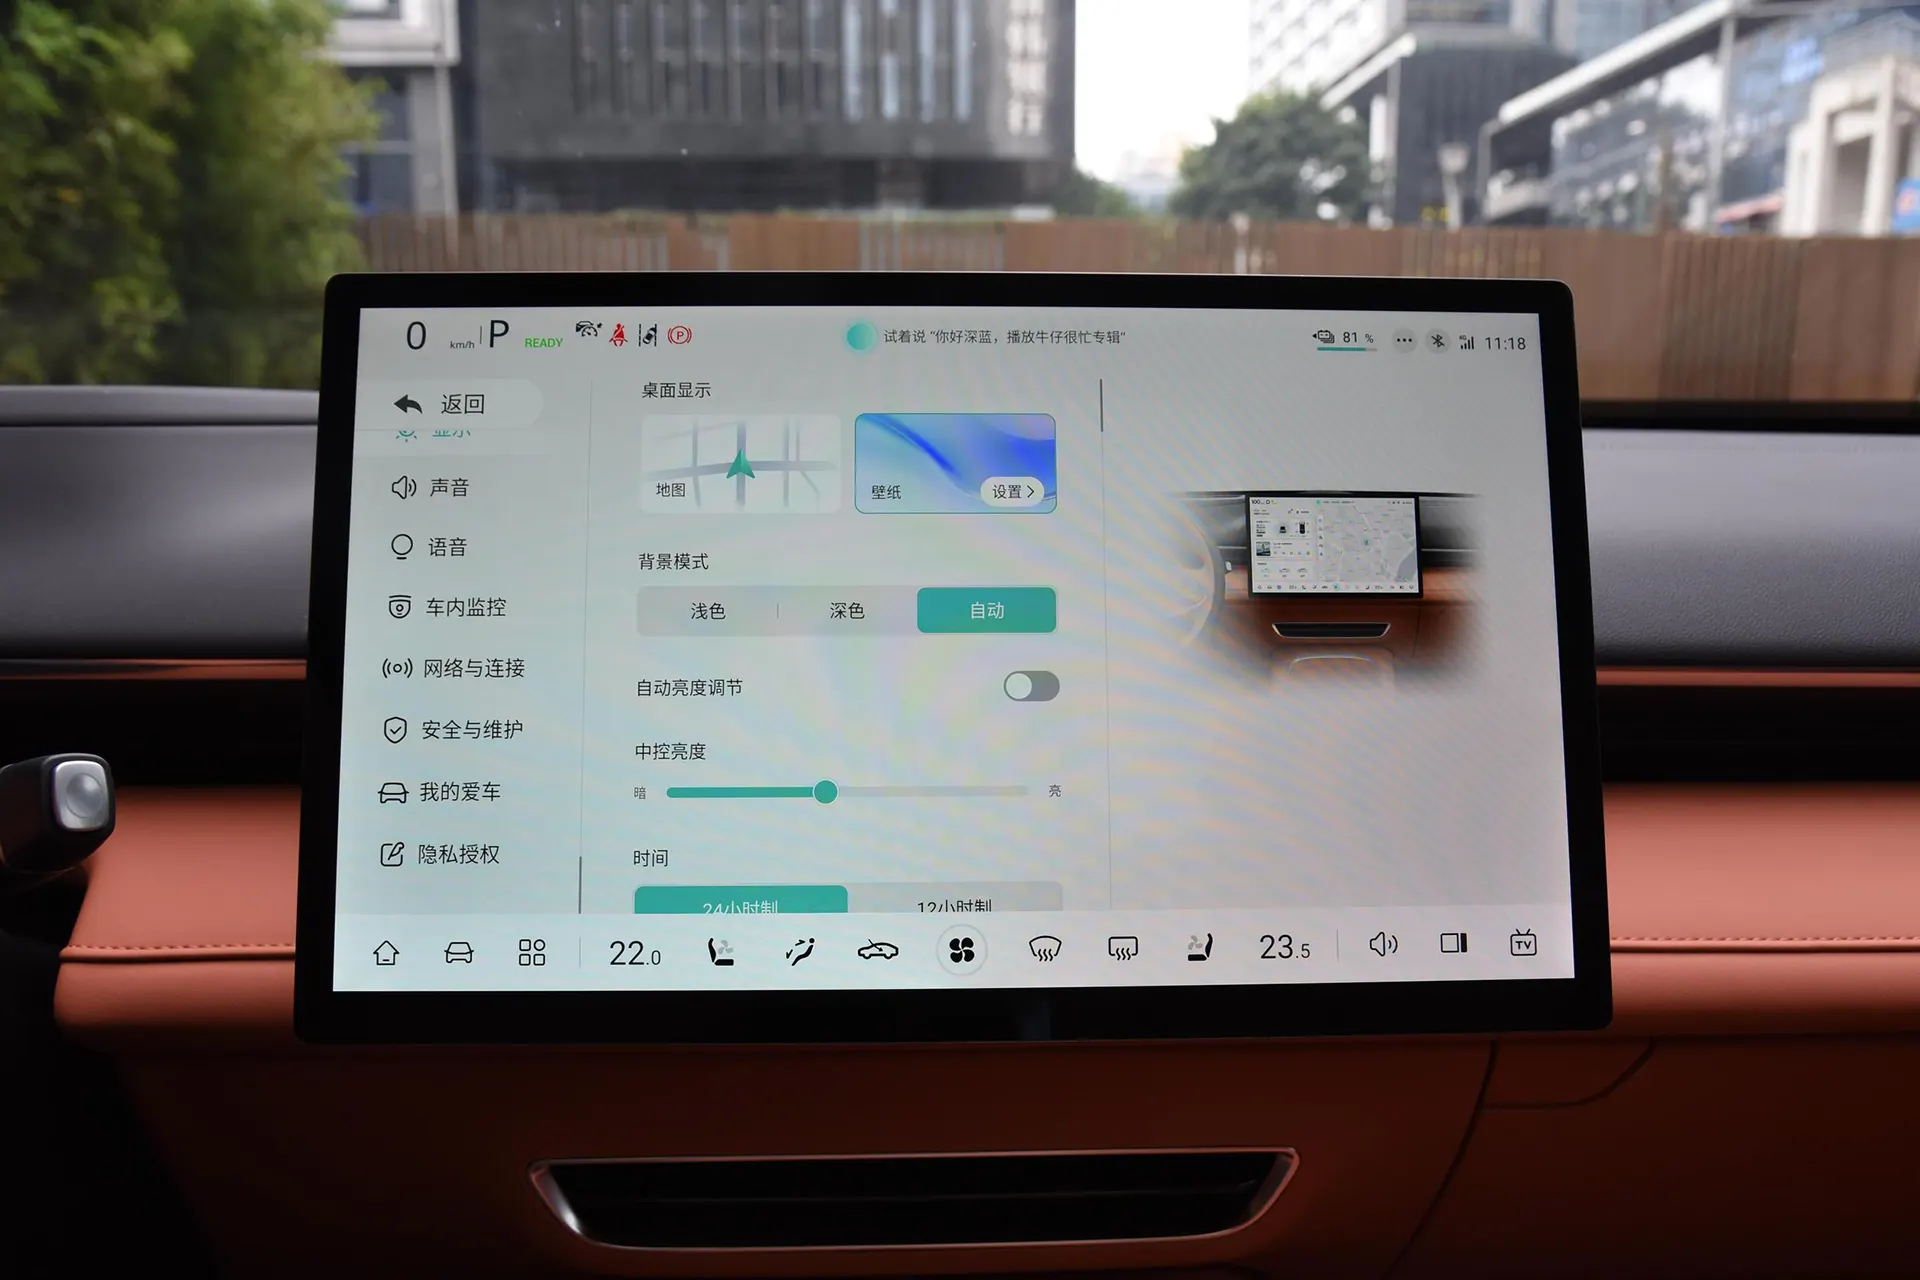 0 km/h P READY
试着说“你好深蓝，播放牛仔很忙专辑”
81 %
4G
11:18
返回
显示
声音
语音
车内监控
网络与连接
安全与维护
我的爱车
隐私授权
桌面显示
地图
壁纸
设置
背景模式
浅色
深色
自动
自动亮度调节
中控亮度
暗
亮
时间
24小时制
12小时制
22.0
23.5
TV